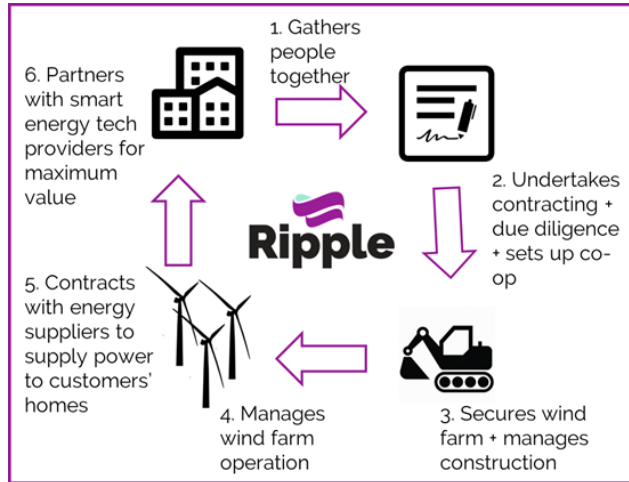 1. Gathers
people
together
2. Undertakes
contracting +
due diligence
+ sets up co-
op
3. Secures wind
farm + manages
construction
4. Manages
wind farm
operation
5. Contracts
with energy
suppliers to
supply power
to customers'
homes
6. Partners
with smart
energy tech
providers for
maximum
value
Ripple